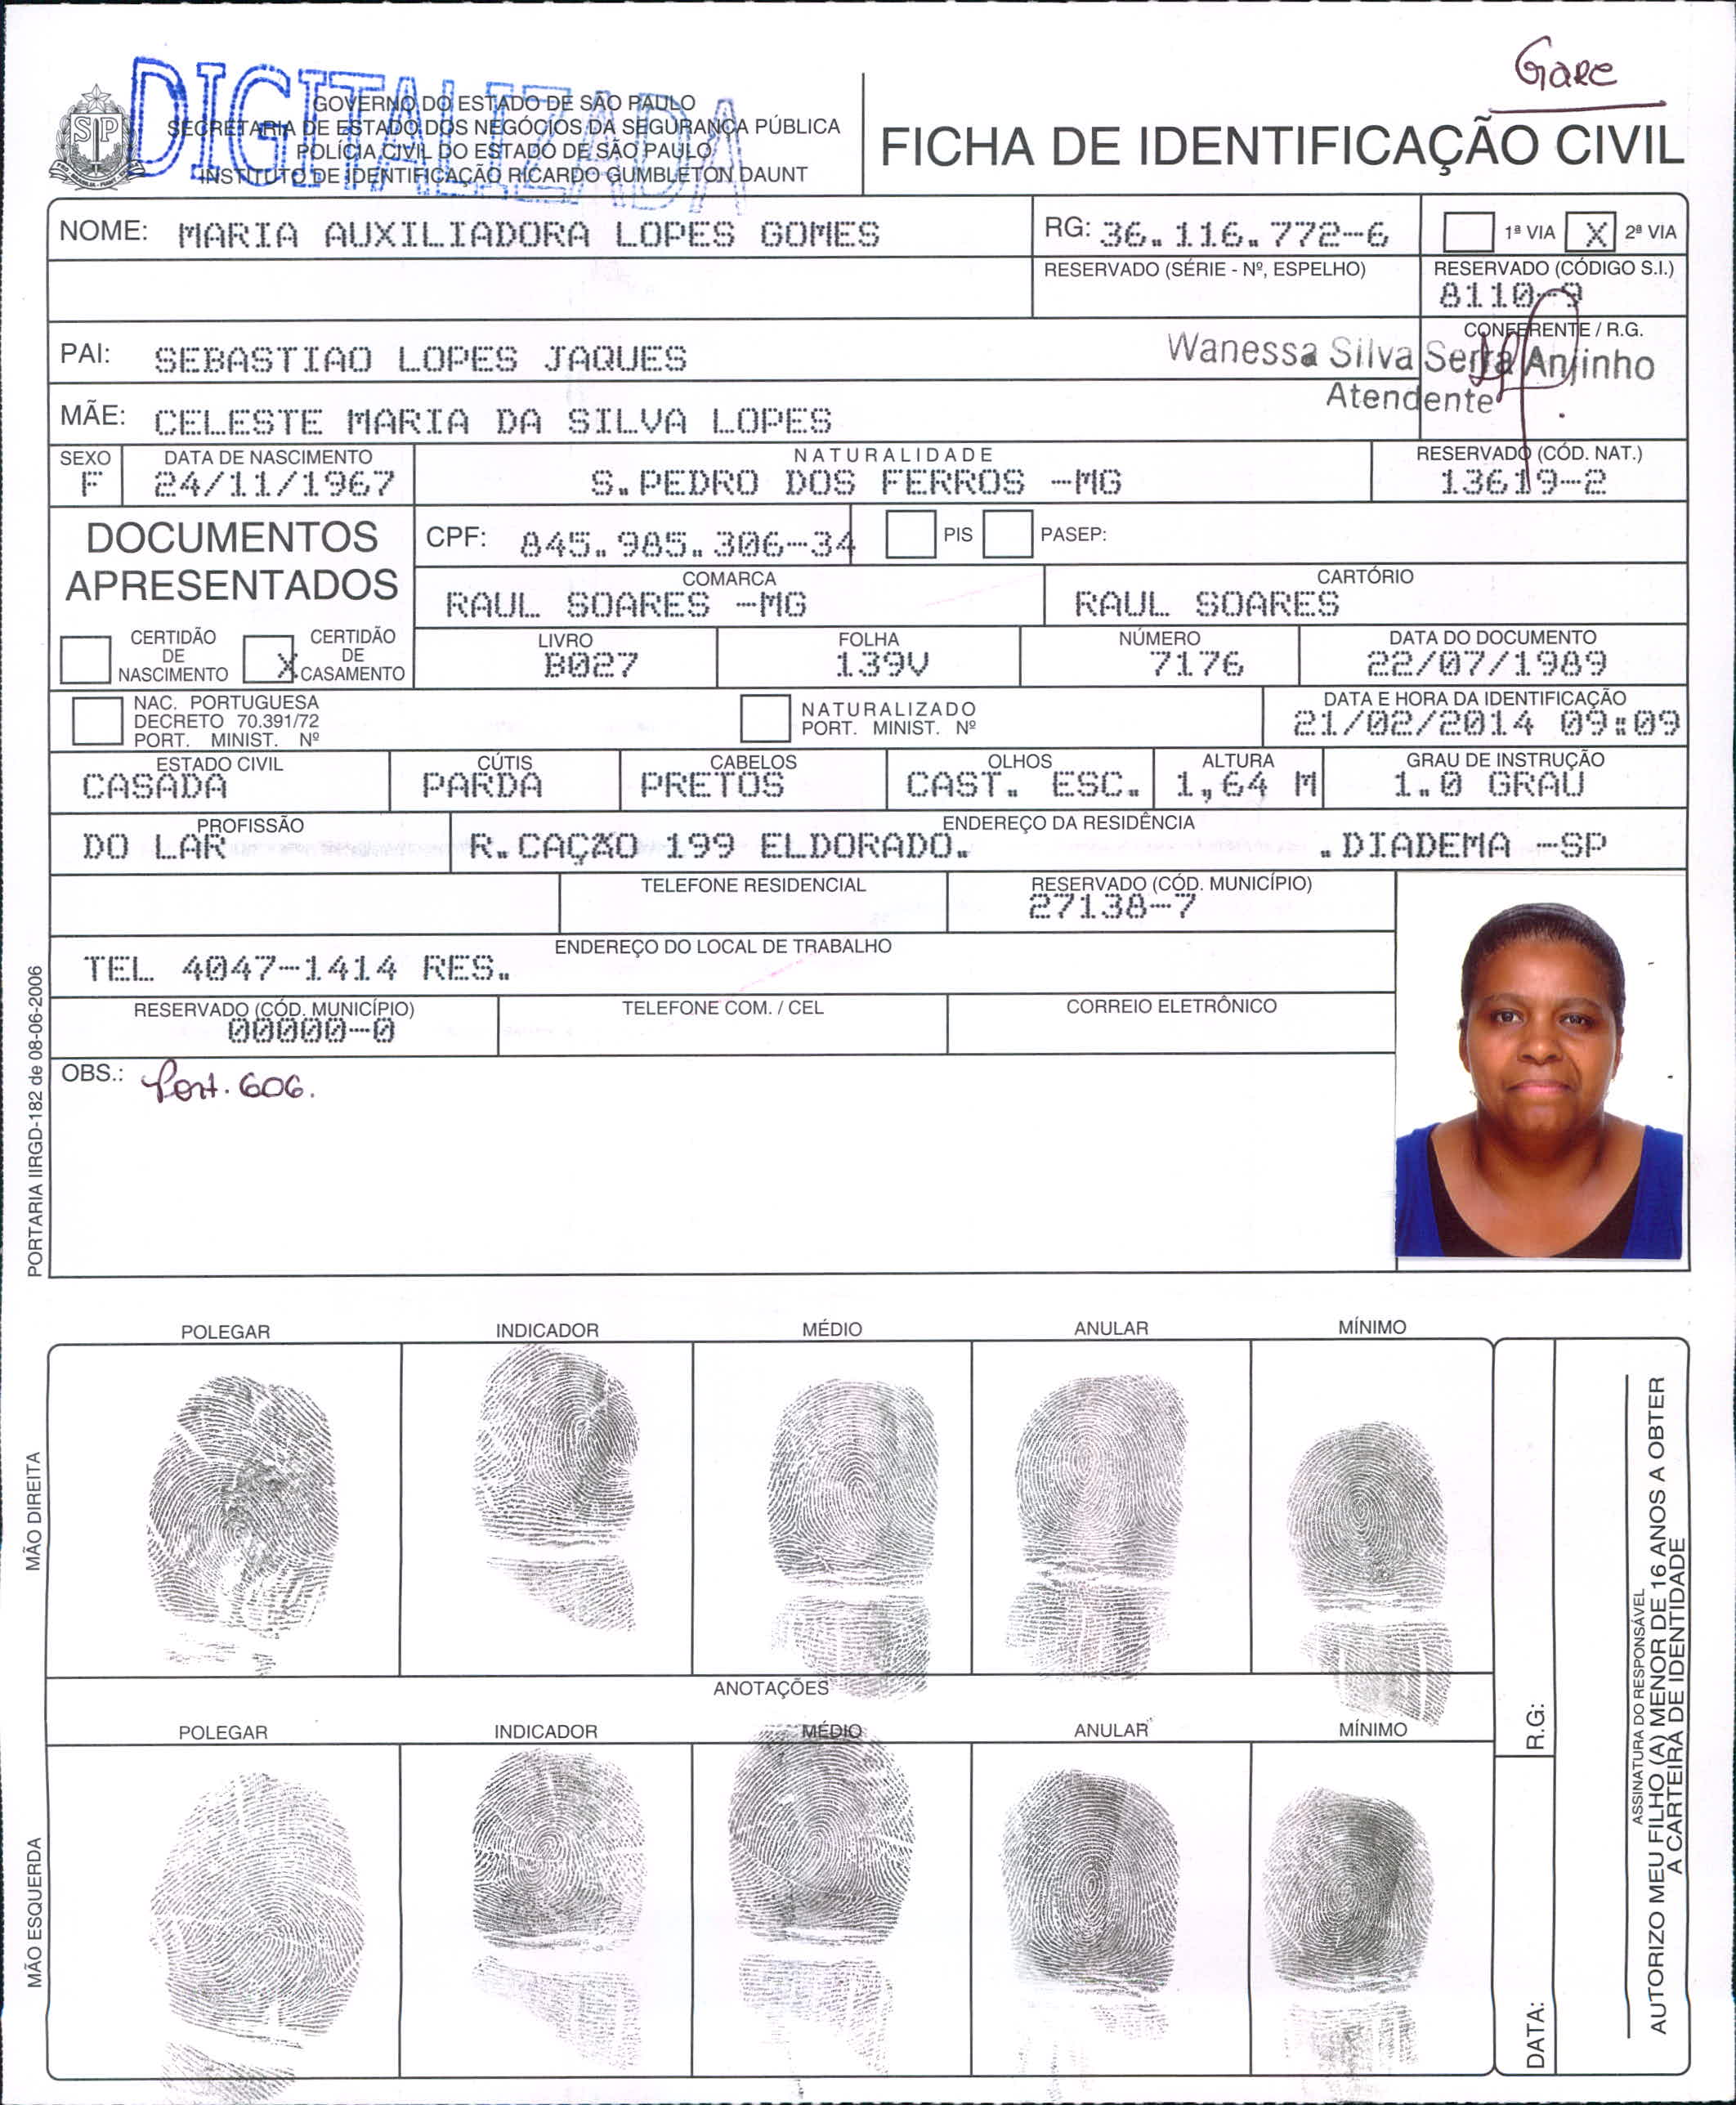 Gare
DIGITALIZADA
GOVERNO DO ESTADO DE SÃO PAULO
SECRETARIA DE ESTADO DOS NEGÓCIOS DA SEGURANÇA PÚBLICA
POLÍCIA CIVIL DO ESTADO DE SÃO PAULO
INSTITUTO DE IDENTIFICAÇÃO RICARDO GUMBLETON DAUNT
SP
FICHA DE IDENTIFICAÇÃO CIVIL
NOME: MARIA AUXILIADORA LOPES GOMES
RG: 36.116.772-6
1ª VIA X 2ª VIA
RESERVADO (SÉRIE - Nº, ESPELHO)
RESERVADO (CÓDIGO S.I.)
8110-9
PAI: SEBASTIAO LOPES JAQUES
CONFERENTE / R.G.
Wanessa Silva Serra Anjinho
Atendente
MÃE: CELESTE MARIA DA SILVA LOPES
SEXO
F
DATA DE NASCIMENTO
24/11/1967
NATURALIDADE
S.PEDRO DOS FERROS -MG
RESERVADO (CÓD. NAT.)
13619-2
DOCUMENTOS
APRESENTADOS
CPF: 845.985.306-34
PIS
PASEP:
COMARCA
RAUL SOARES -MG
CARTÓRIO
RAUL SOARES
CERTIDÃO
DE
NASCIMENTO
X
CERTIDÃO
DE
CASAMENTO
LIVRO
B027
FOLHA
139V
NÚMERO
7176
DATA DO DOCUMENTO
22/07/1989
NAC. PORTUGUESA
DECRETO 70.391/72
PORT. MINIST. Nº
NATURALIZADO
PORT. MINIST. Nº
DATA E HORA DA IDENTIFICAÇÃO
21/02/2014 09:09
ESTADO CIVIL
CASADA
CÚTIS
PARDA
CABELOS
PRETOS
OLHOS
CAST. ESC.
ALTURA
1,64 M
GRAU DE INSTRUÇÃO
1.0 GRAU
PROFISSÃO
DO LAR
ENDEREÇO DA RESIDÊNCIA
R.CAÇÃO 199 ELDORADO. .DIADEMA -SP
TELEFONE RESIDENCIAL
RESERVADO (CÓD. MUNICÍPIO)
27138-7
ENDEREÇO DO LOCAL DE TRABALHO
TEL 4047-1414 RES.
RESERVADO (CÓD. MUNICÍPIO)
00000-0
TELEFONE COM. / CEL
CORREIO ELETRÔNICO
OBS.: Port. 606.
PORTARIA IIRGD-182 de 08-06-2006
POLEGAR INDICADOR MÉDIO ANULAR MÍNIMO
MÃO DIREITA
ANOTAÇÕES
POLEGAR INDICADOR MÉDIO ANULAR MÍNIMO
MÃO ESQUERDA
R.G.:
DATA:
ASSINATURA DO RESPONSÁVEL
AUTORIZO MEU FILHO (A) MENOR DE 16 ANOS A OBTER
A CARTEIRA DE IDENTIDADE